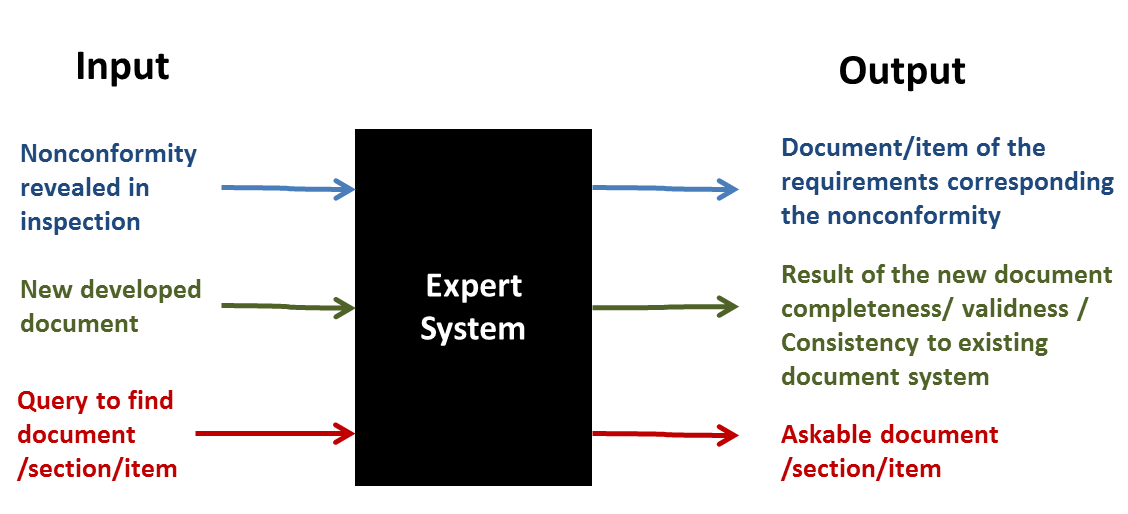 Input
Output
Nonconformity
revealed in
inspection
Document/item of the
requirements corresponding
the nonconformity
Expert
System
New developed
document
Result of the new document
completeness/ validness /
Consistency to existing
document system
Query to find
document
/section/item
Askable document
/section/item